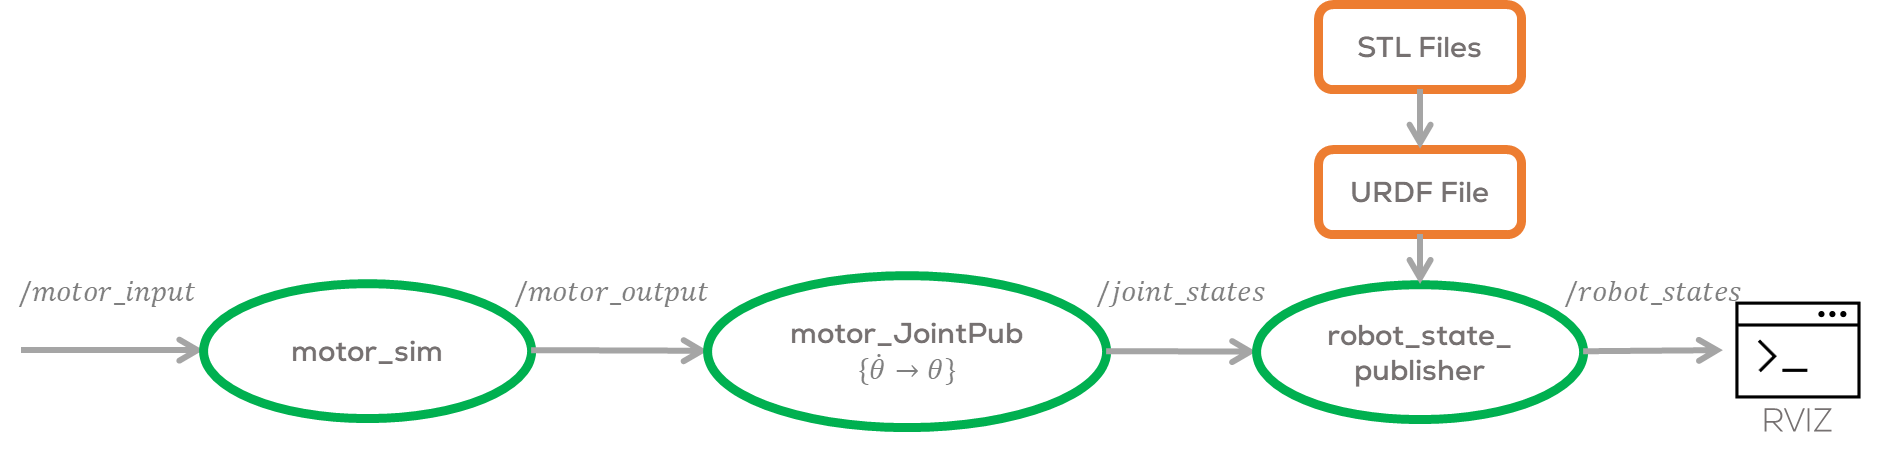 STL Files
URDF File
/motor_input
/motor_output
/joint_states
/robot_states
motor_sim
motor_JointPub
{θ̇ → θ}
robot_state_
publisher
>_
RVIZ